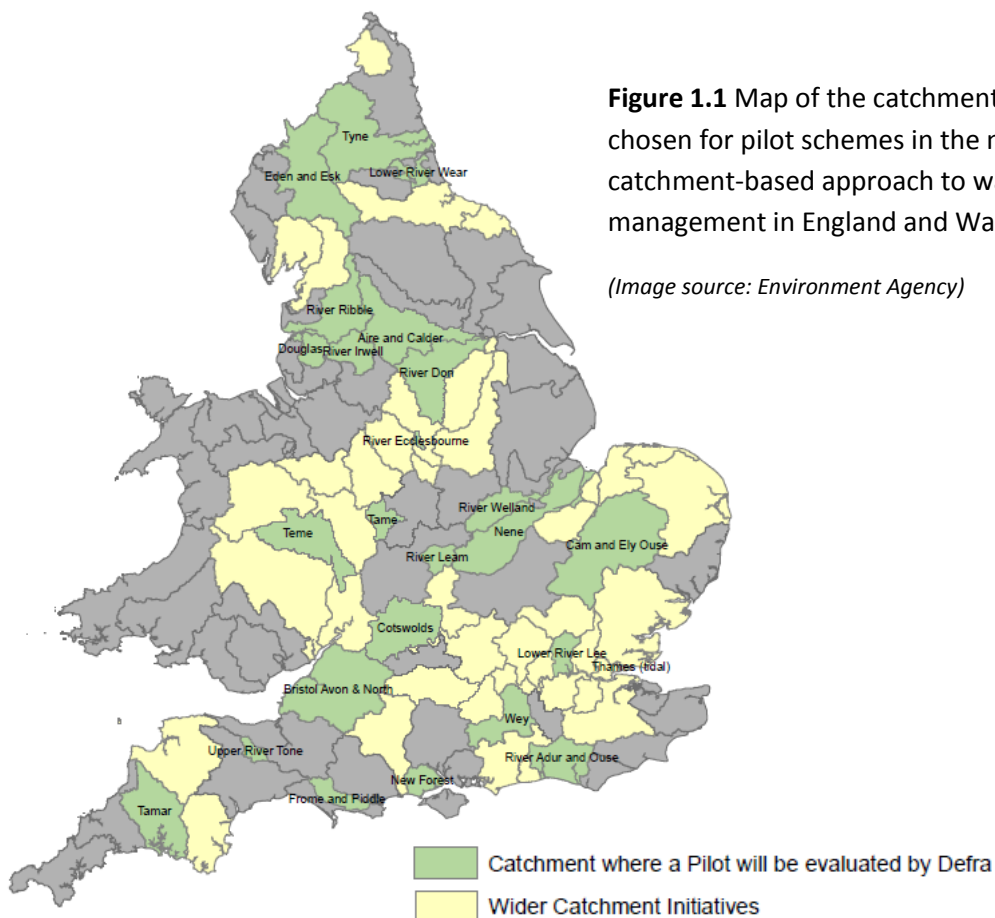 Figure 1.1 Map of the catchment
chosen for pilot schemes in the n
catchment-based approach to w
management in England and Wa
(Image source: Environment Agency)
Tyne
Eden and Esk
Lower River Wear
River Ribble
Aire and Calder
Douglas
River Irwell
River Don
River Ecclesbourne
River Welland
Tame
Nene
Teme
Cam and Ely Ouse
River Leam
Cotswolds
Lower River Lee
Thames (tidal)
Bristol Avon & North
Wey
Upper River Tone
River Adur and Ouse
New Forest
Frome and Piddle
Tamar
Catchment where a Pilot will be evaluated by Defra
Wider Catchment Initiatives